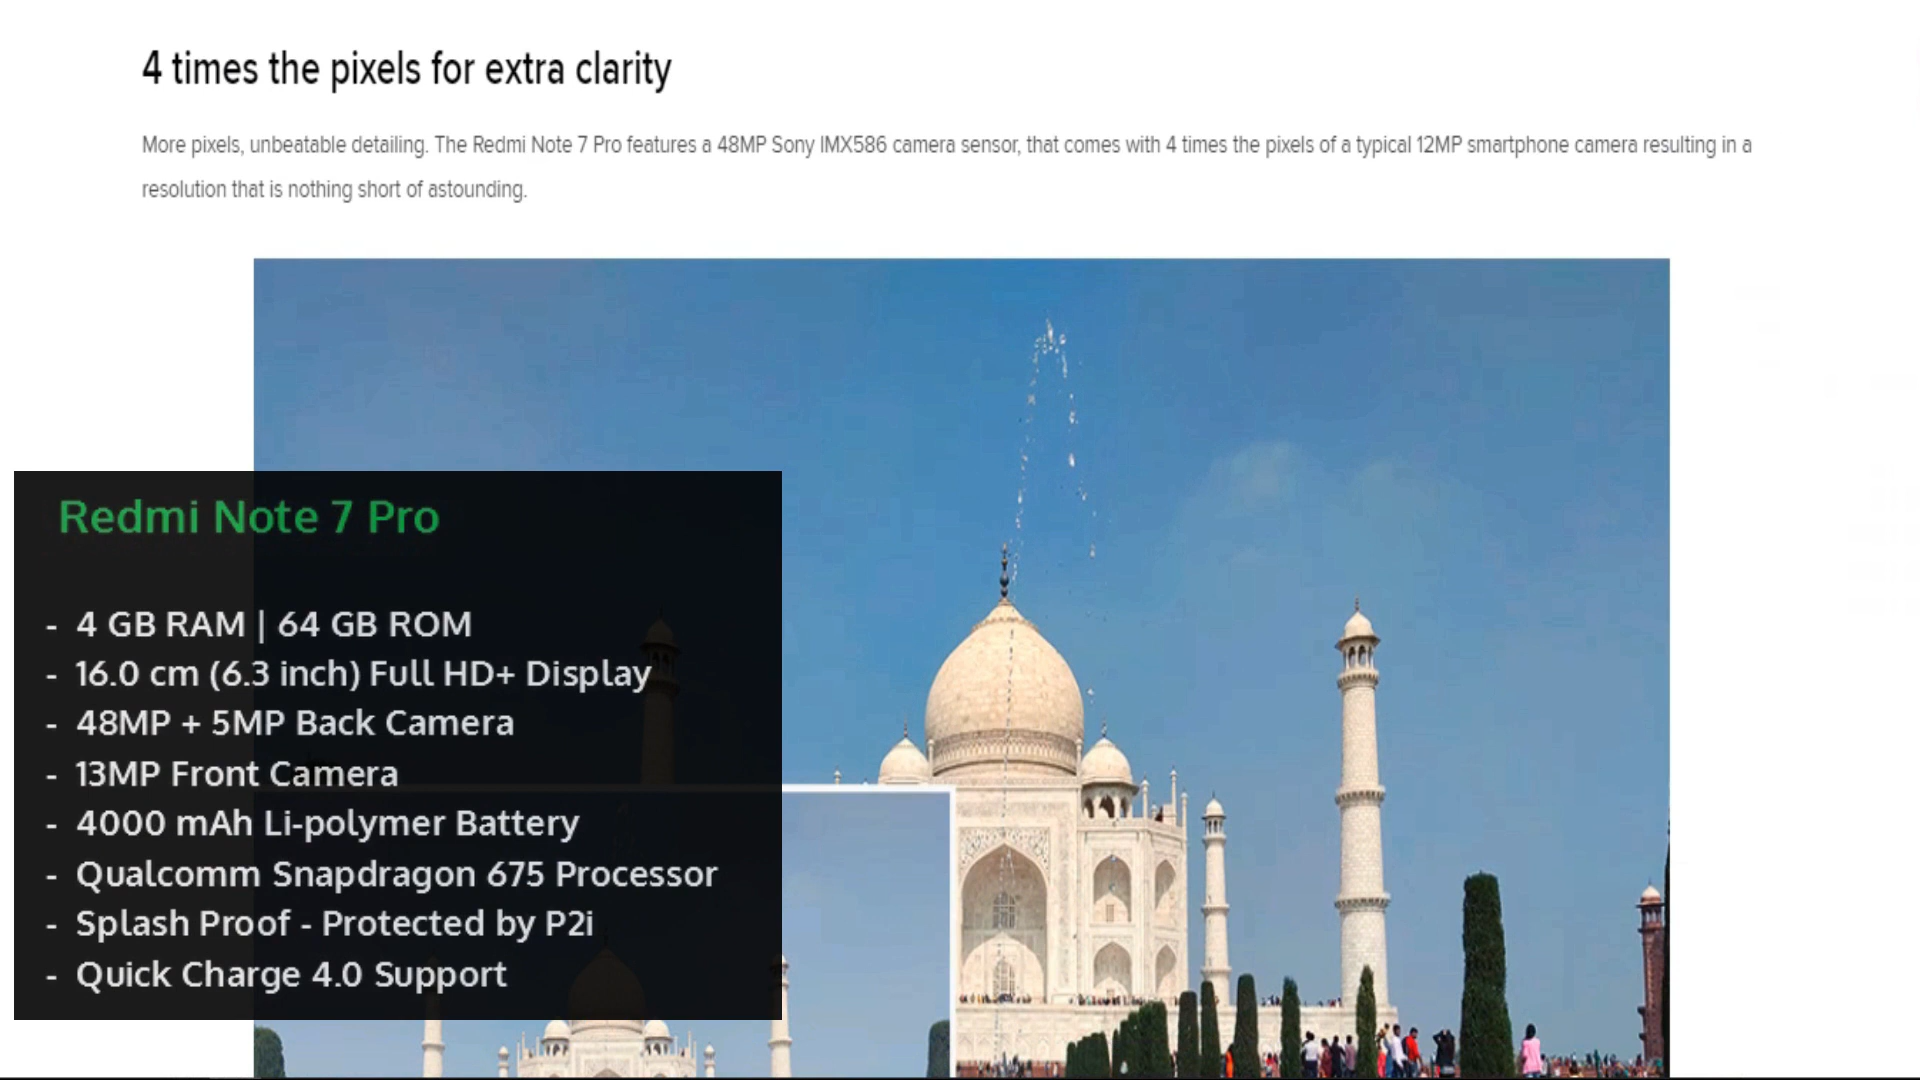 4 times the pixels for extra clarity
More pixels, unbeatable detailing. The Redmi Note 7 Pro features a 48MP Sony IMX586 camera sensor, that comes with 4 times the pixels of a typical 12MP smartphone camera resulting in a
resolution that is nothing short of astounding.
Redmi Note 7 Pro
- 4 GB RAM | 64 GB ROM
- 16.0 cm (6.3 inch) Full HD+ Display
- 48MP + 5MP Back Camera
- 13MP Front Camera
- 4000 mAh Li-polymer Battery
- Qualcomm Snapdragon 675 Processor
- Splash Proof - Protected by P2i
- Quick Charge 4.0 Support